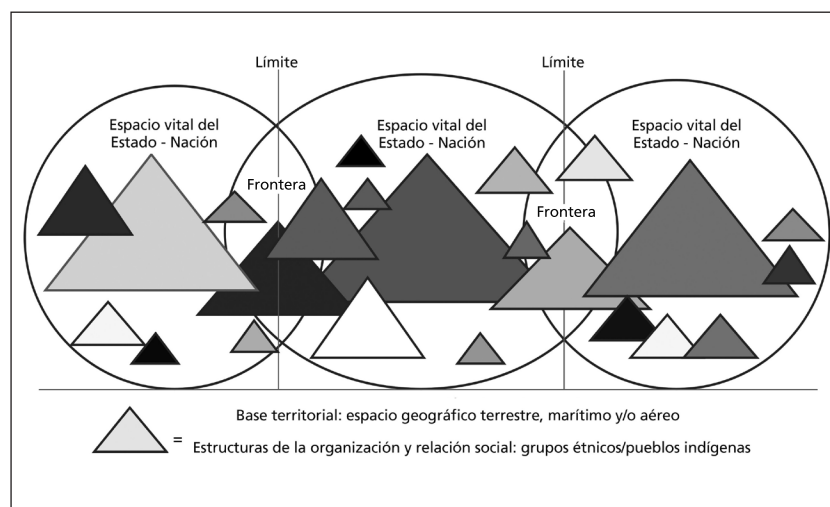 Límite
Límite
Espacio vital del
Estado - Nación
Espacio vital del
Estado - Nación
Espacio vital del
Estado - Nación
Frontera
Frontera
Base territorial: espacio geográfico terrestre, marítimo y/o aéreo
=
Estructuras de la organización y relación social: grupos étnicos/pueblos indígenas